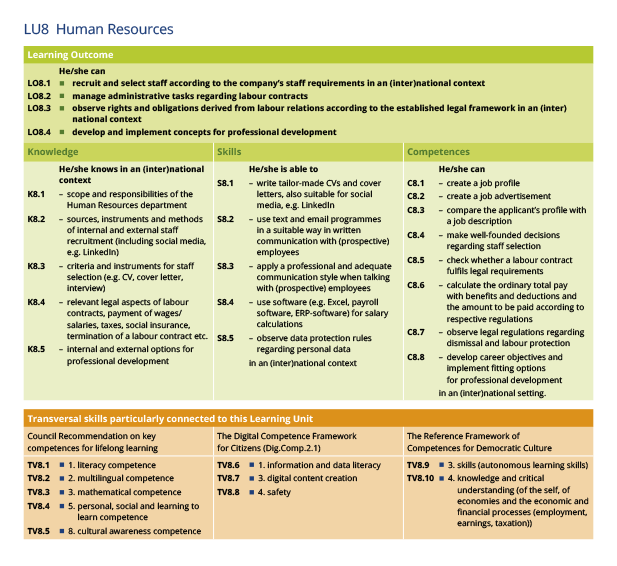 LU8 Human Resources
Learning Outcome
He/she can
LO8.1 ■ recruit and select staff according to the company's staff requirements in an (inter)national context
LO8.2 ■ manage administrative tasks regarding labour contracts
LO8.3 ■ observe rights and obligations derived from labour relations according to the established legal framework in an (inter)
national context
LO8.4 ■ develop and implement concepts for professional development
Knowledge
He/she knows in an (inter)national
context
K8.1 – scope and responsibilities of the
Human Resources department
K8.2 – sources, instruments and methods
of internal and external staff
recruitment (including social media,
e.g. LinkedIn)
K8.3 – criteria and instruments for staff
selection (e.g. CV, cover letter,
interview)
K8.4 – relevant legal aspects of labour
contracts, payment of wages/
salaries, taxes, social insurance,
termination of a labour contract etc.
K8.5 – internal and external options for
professional development
Skills
He/she is able to
S8.1 – write tailor-made CVs and cover
letters, also suitable for social
media, e.g. LinkedIn
S8.2 – use text and email programmes
in a suitable way in written
communication with (prospective)
employees
S8.3 – apply a professional and adequate
communication style when talking
with (prospective) employees
S8.4 – use software (e.g. Excel, payroll
software, ERP-software) for salary
calculations
S8.5 – observe data protection rules
regarding personal data
in an (inter)national context
Competences
He/she can
C8.1 – create a job profile
C8.2 – create a job advertisement
C8.3 – compare the applicant's profile with
a job description
C8.4 – make well-founded decisions
regarding staff selection
C8.5 – check whether a labour contract
fulfils legal requirements
C8.6 – calculate the ordinary total pay
with benefits and deductions and
the amount to be paid according to
respective regulations
C8.7 – observe legal regulations regarding
dismissal and labour protection
C8.8 – develop career objectives and
implement fitting options
for professional development
in an (inter)national setting.
Transversal skills particularly connected to this Learning Unit
Council Recommendation on key
competences for lifelong learning
TV8.1 ■ 1. literacy competence
TV8.2 ■ 2. multilingual competence
TV8.3 ■ 3. mathematical competence
TV8.4 ■ 5. personal, social and learning to
learn competence
TV8.5 ■ 8. cultural awareness competence
The Digital Competence Framework
for Citizens (Dig.Comp.2.1)
TV8.6 ■ 1. information and data literacy
TV8.7 ■ 3. digital content creation
TV8.8 ■ 4. safety
The Reference Framework of
Competences for Democratic Culture
TV8.9 ■ 3. skills (autonomous learning skills)
TV8.10 ■ 4. knowledge and critical
understanding (of the self, of
economies and the economic and
financial processes (employment,
earnings, taxation))